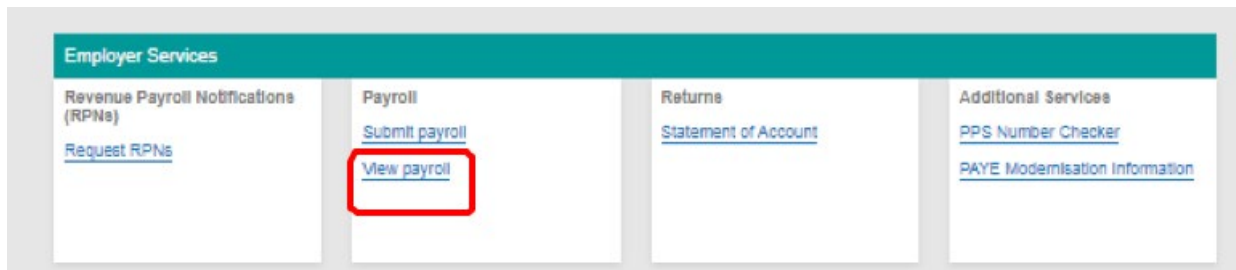 Employer Services
Revenue Payroll Notifications
(RPNs)
Request RPNs
Payroll
Submit payroll
View payroll
Returns
Statement of Account
Additional Services
PPS Number Checker
PAYE Modernisation Information